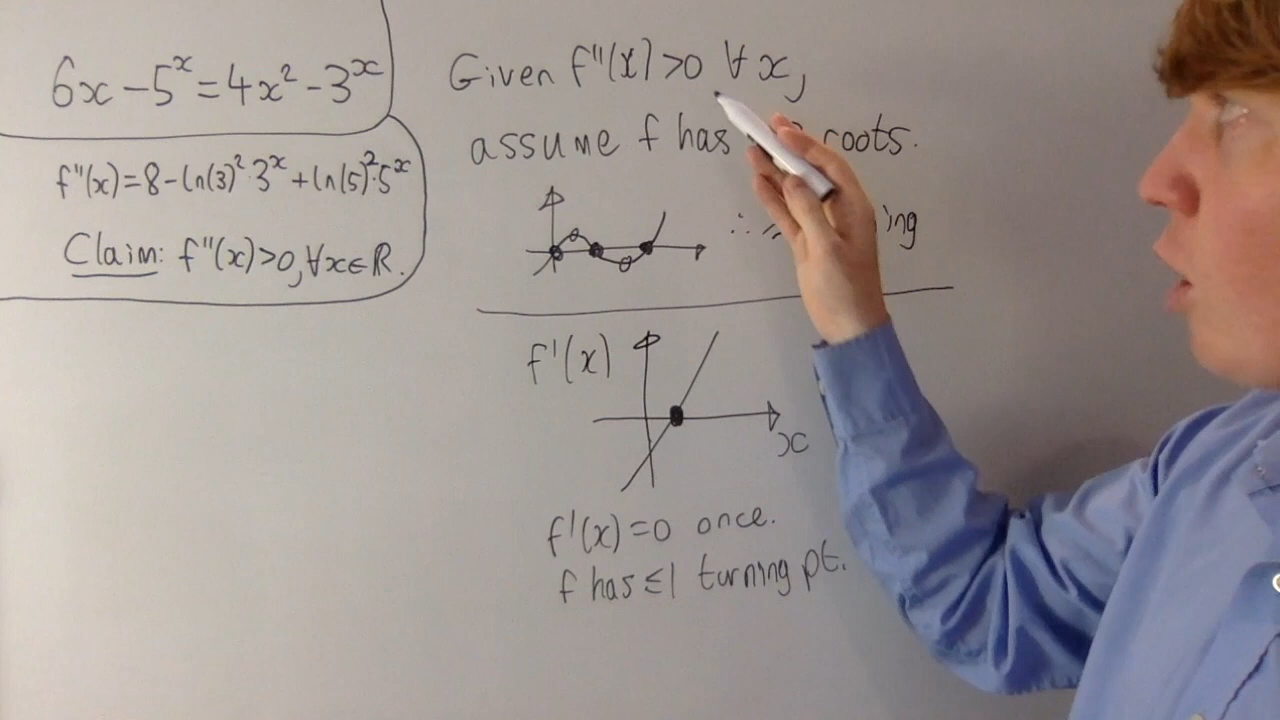 6x - 5^x = 4x² - 3^x
f''(x) = 8 - ln(3)²·3^x + ln(5)²·5^x
Claim: f''(x) > 0, ∀x ∈ ℝ.
Given f''(x) > 0 ∀x,
assume f has roots.
∴
f'(x)
x
f'(x) = 0 once.
f has ≤ 1 turning pt.